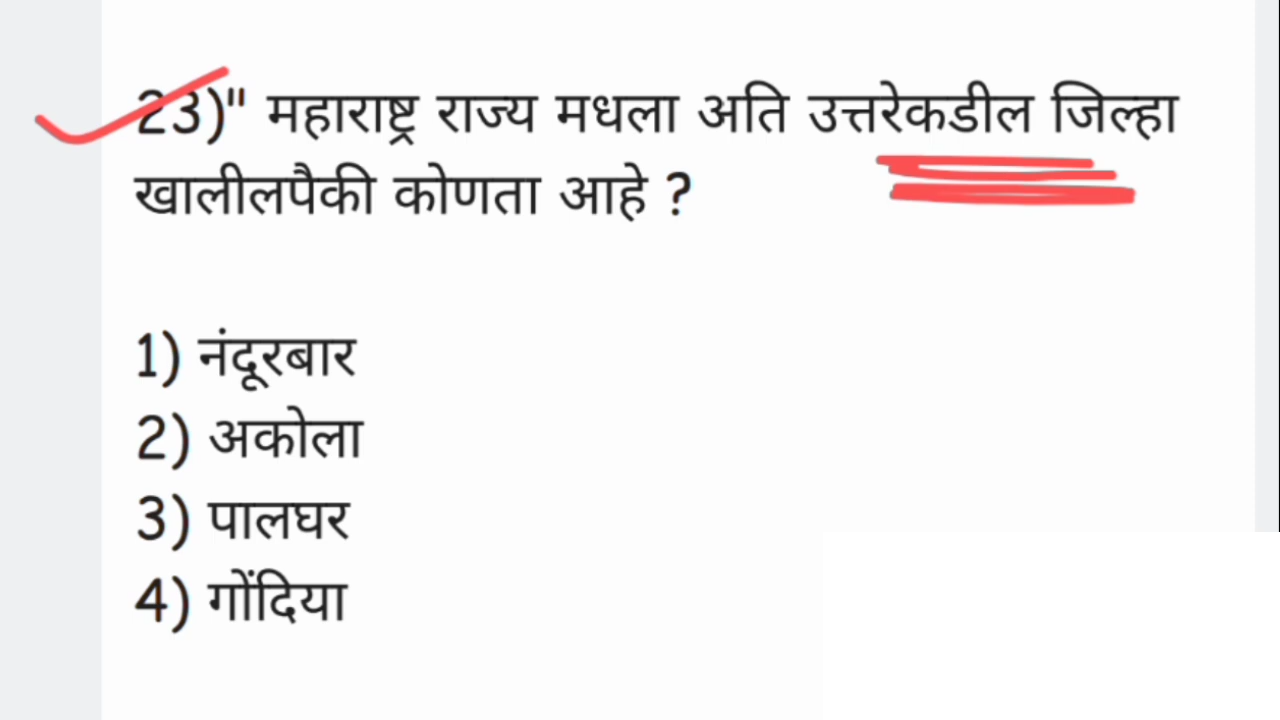 23)" महाराष्ट्र राज्य मधला अति उत्तरेकडील जिल्हा
खालीलपैकी कोणता आहे ?
1) नंदूरबार
2) अकोला
3) पालघर
4) गोंदिया